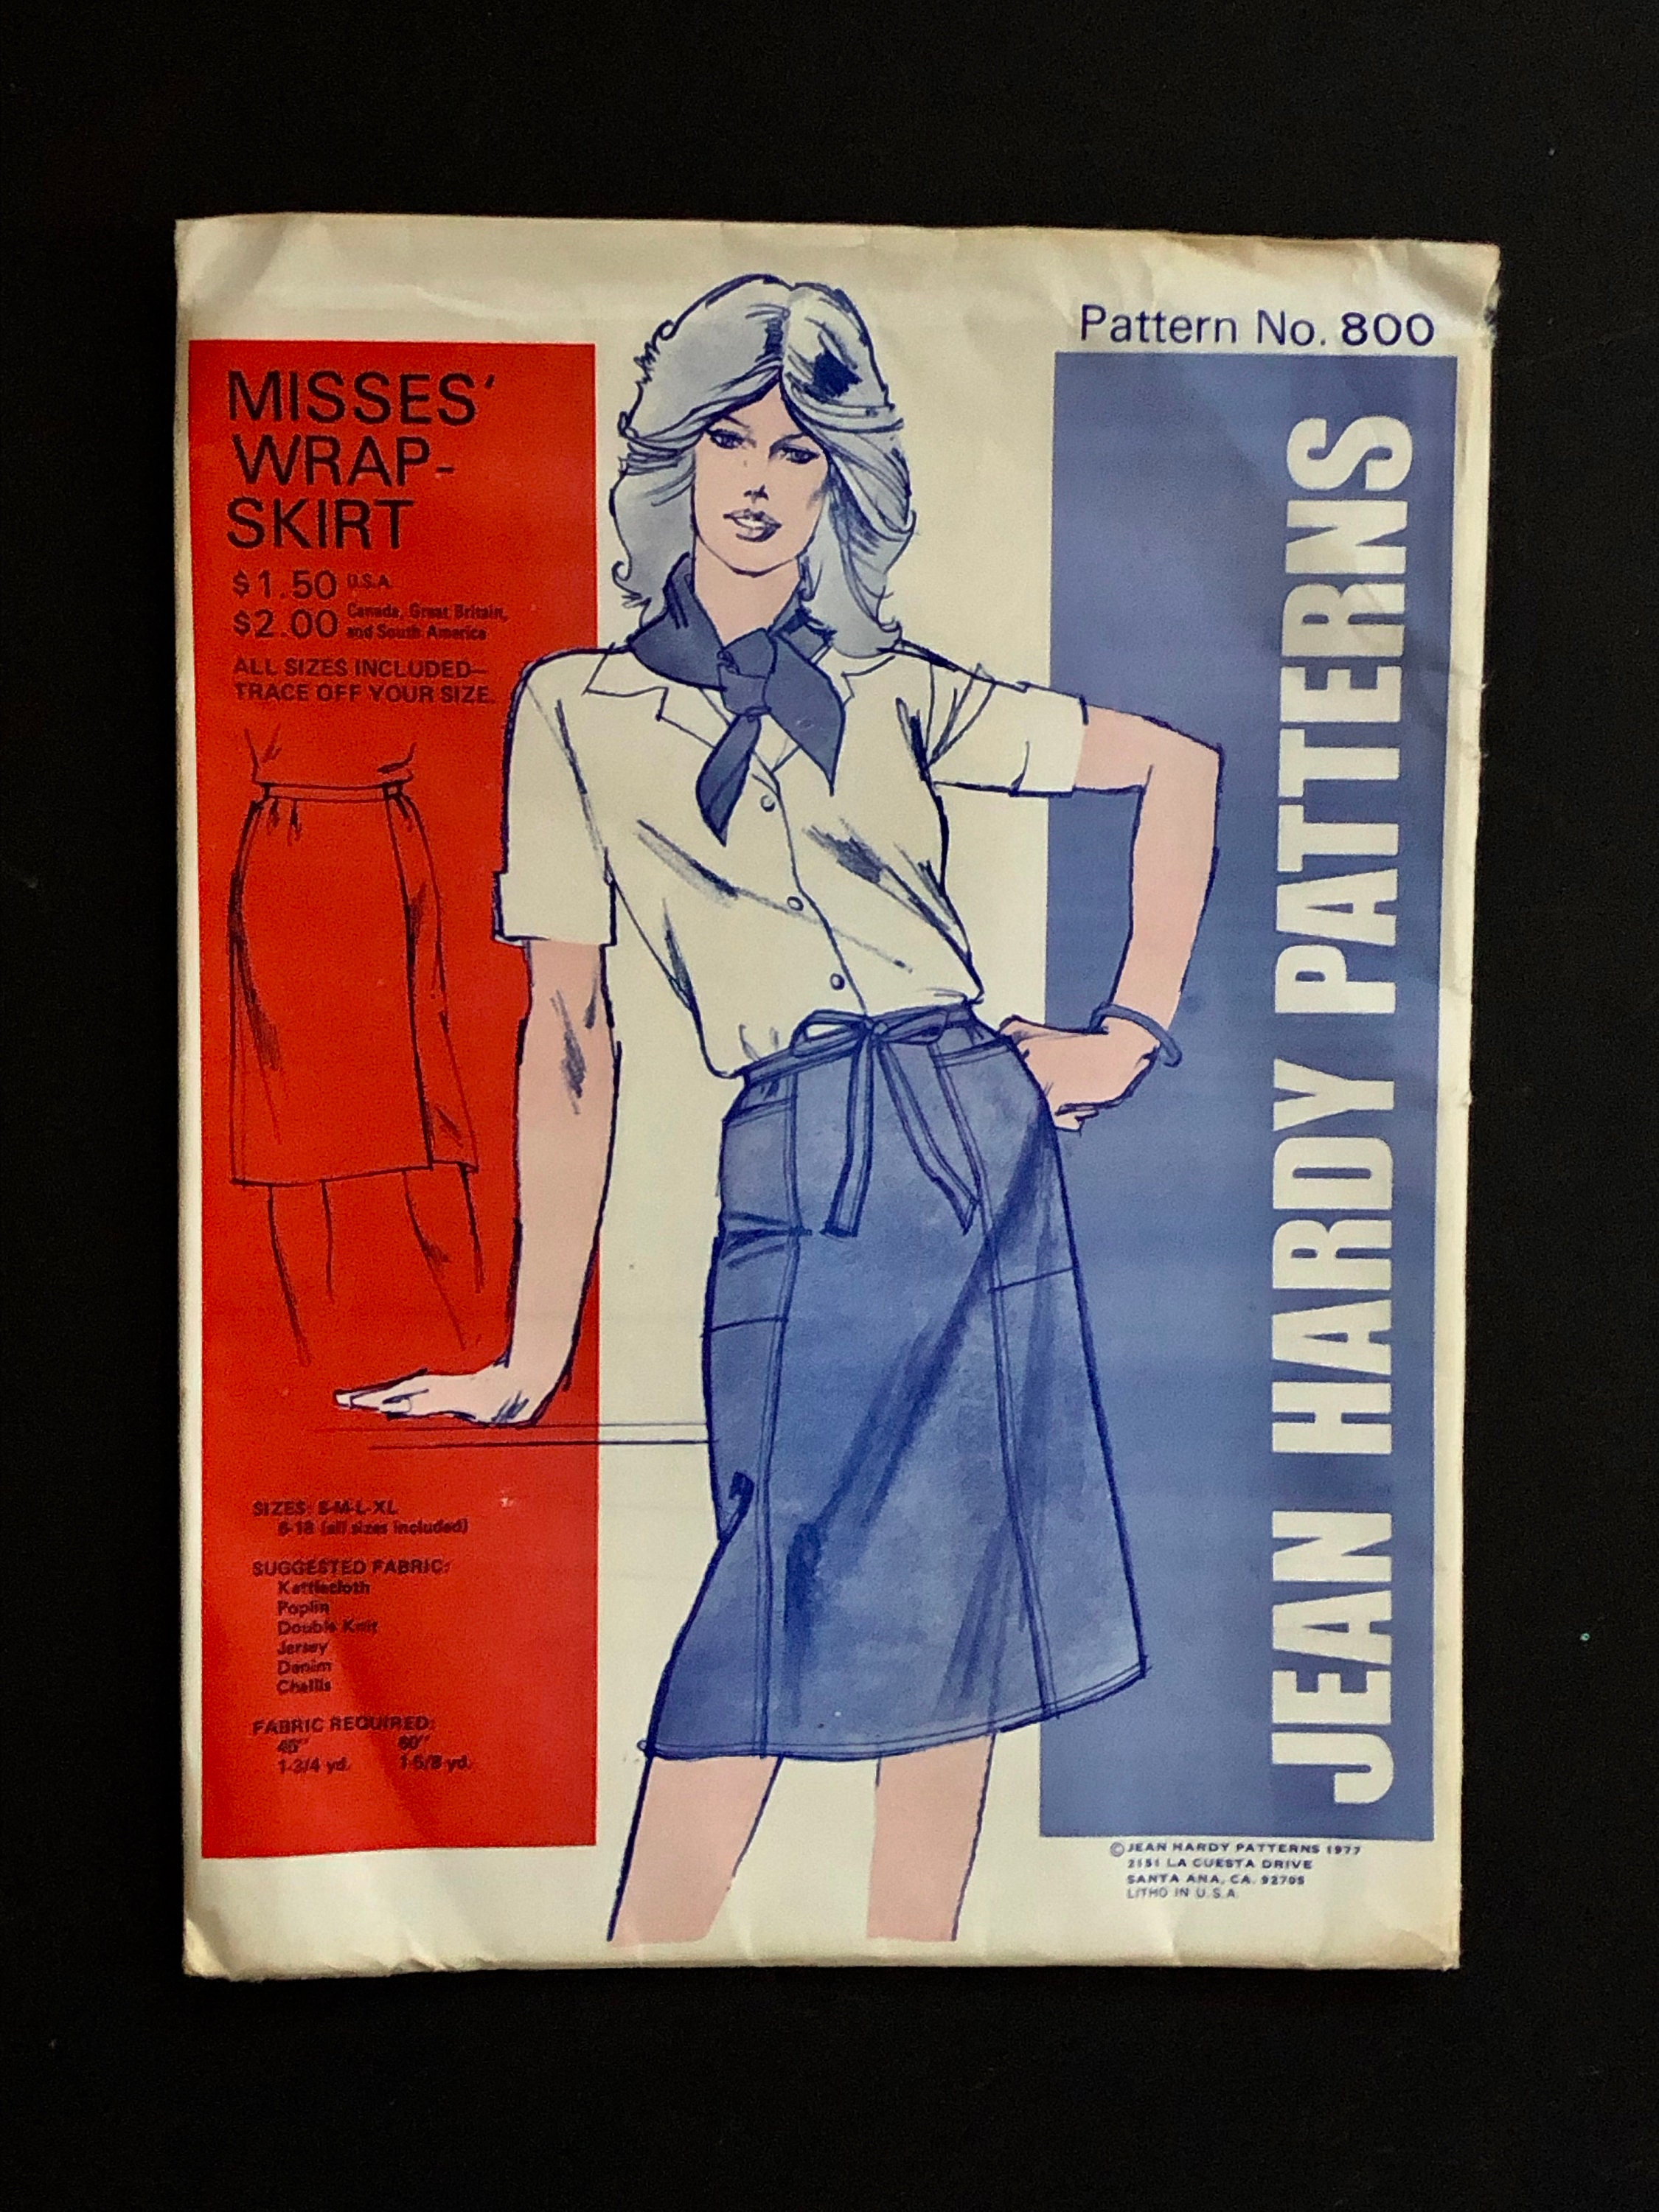 Pattern No. 800
MISSES'
WRAP-
SKIRT
$1.50 U.S.A.
$2.00 Canada, Great Britain,
and South America
ALL SIZES INCLUDED—
TRACE OFF YOUR SIZE.
SIZES: S-M-L-XL
6-18 (all sizes included)
SUGGESTED FABRIC:
Kettlecloth
Poplin
Double Knit
Jersey
Denim
Challis
FABRIC REQUIRED:
45" 60"
1-3/4 yd. 1-5/8 yd.
JEAN HARDY PATTERNS
© JEAN HARDY PATTERNS 1977
2151 LA CUESTA DRIVE
SANTA ANA, CA. 92705
LITHO IN U.S.A.